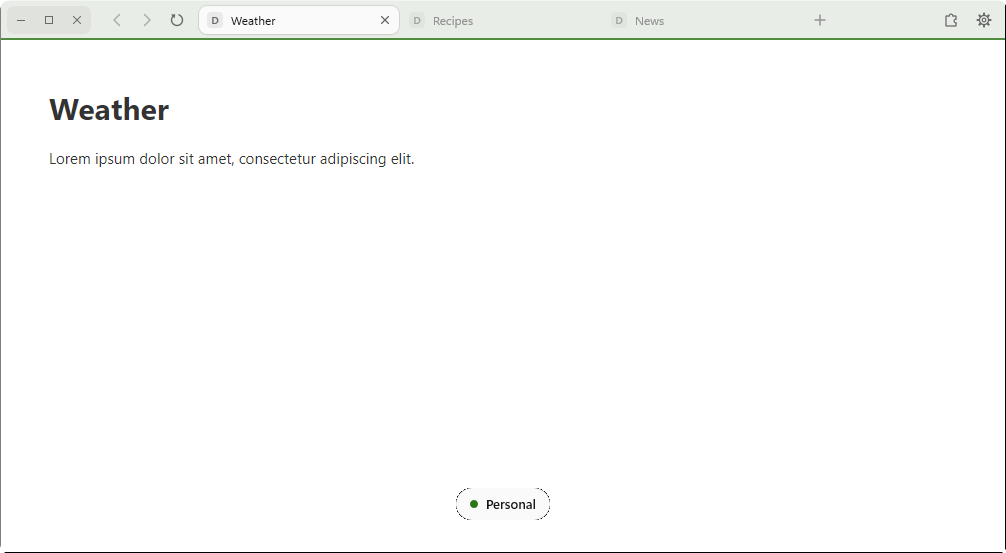 D Weather
D Recipes
D News
Weather
Lorem ipsum dolor sit amet, consectetur adipiscing elit.
Personal